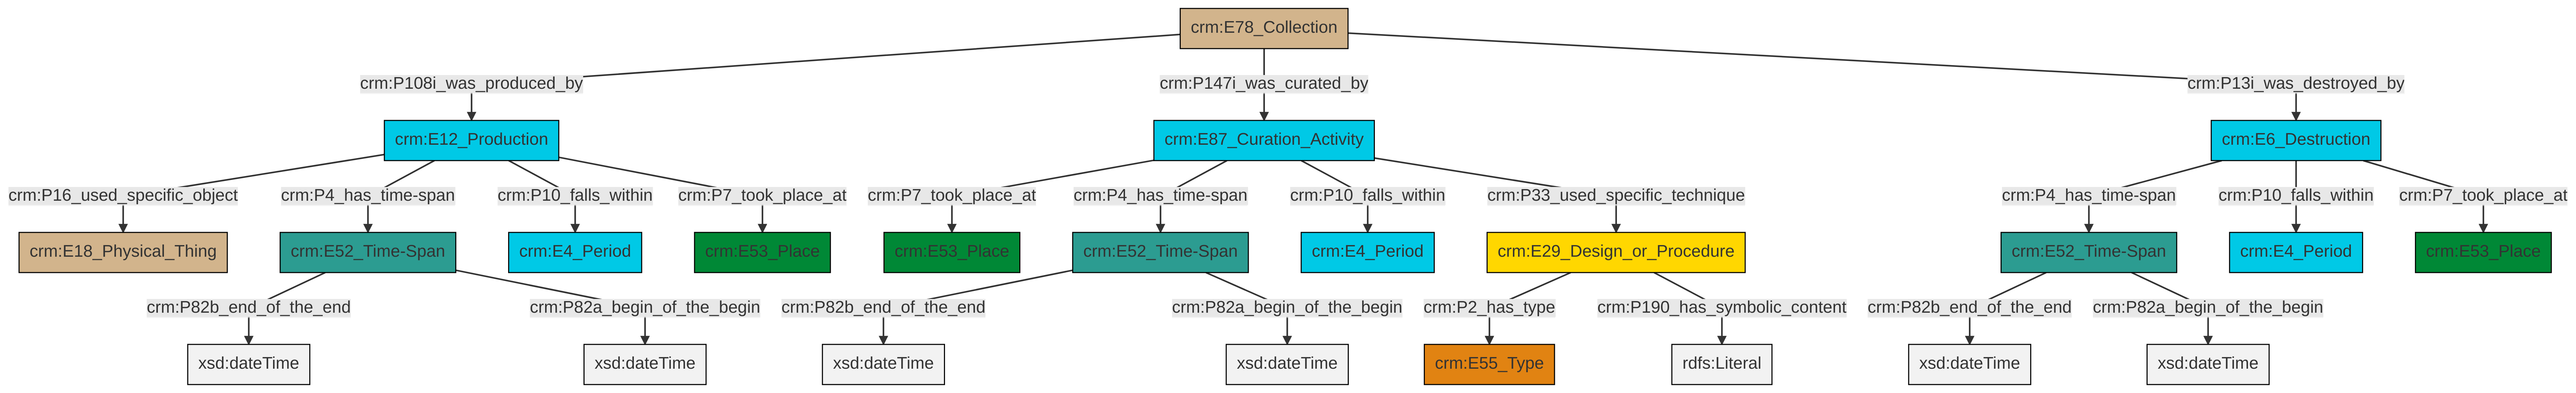 crm:E78_Collection
crm:P108i_was_produced_by
crm:P147i_was_curated_by
crm:P13i_was_destroyed_by
crm:E12_Production
crm:E87_Curation_Activity
crm:E6_Destruction
crm:P16_used_specific_object
crm:P4_has_time-span
crm:P10_falls_within
crm:P7_took_place_at
crm:P7_took_place_at
crm:P4_has_time-span
crm:P10_falls_within
crm:P33_used_specific_technique
crm:P4_has_time-span
crm:P10_falls_within
crm:P7_took_place_at
crm:E18_Physical_Thing
crm:E52_Time-Span
crm:E4_Period
crm:E53_Place
crm:E53_Place
crm:E52_Time-Span
crm:E4_Period
crm:E29_Design_or_Procedure
crm:E52_Time-Span
crm:E4_Period
crm:E53_Place
crm:P82b_end_of_the_end
crm:P82a_begin_of_the_begin
crm:P82b_end_of_the_end
crm:P82a_begin_of_the_begin
crm:P2_has_type
crm:P190_has_symbolic_content
crm:P82b_end_of_the_end
crm:P82a_begin_of_the_begin
xsd:dateTime
xsd:dateTime
xsd:dateTime
xsd:dateTime
crm:E55_Type
rdfs:Literal
xsd:dateTime
xsd:dateTime